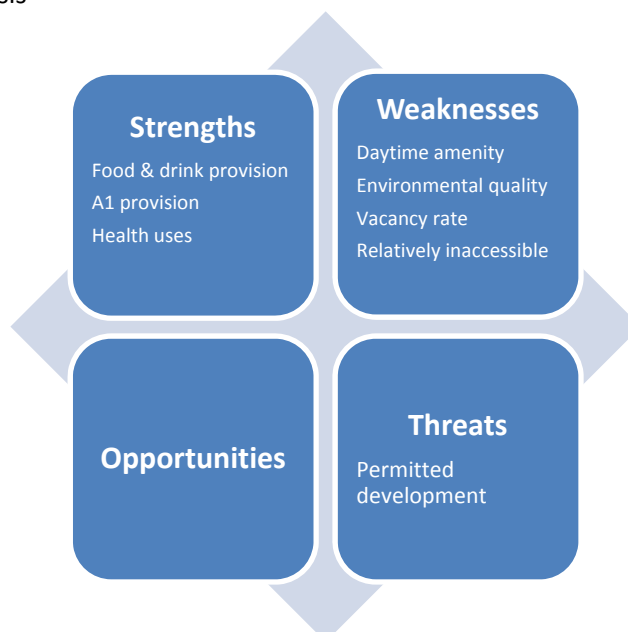 Strengths
Food & drink provision
A1 provision
Health uses
Weaknesses
Daytime amenity
Environmental quality
Vacancy rate
Relatively inaccessible
Opportunities
Threats
Permitted
development